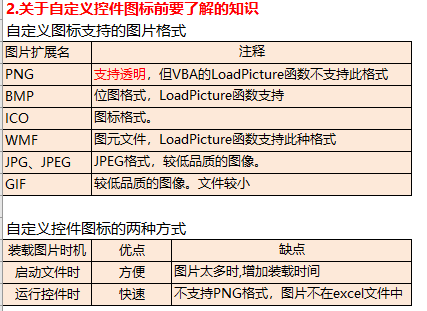 2.关于自定义控件图标前要了解的知识
自定义图标支持的图片格式
图片扩展名 注释
PNG 支持透明，但VBA的LoadPicture函数不支持此格式
BMP 位图格式，LoadPicture函数支持
ICO 图标格式。
WMF 图元文件，LoadPicture函数支持此种格式
JPG、JPEG JPEG格式，较低品质的图像。
GIF 较低品质的图像。文件较小
自定义控件图标的两种方式
装载图片时机 优点 缺点
启动文件时 方便 图片太多时,增加装载时间
运行控件时 快速 不支持PNG格式，图片不在excel文件中